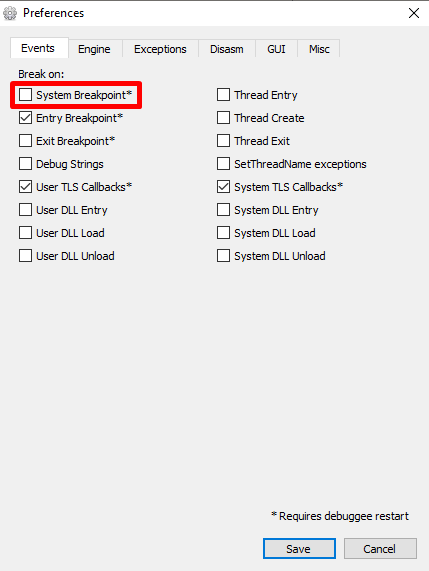 Preferences
Events Engine Exceptions Disasm GUI Misc
Break on:
System Breakpoint* Thread Entry
Entry Breakpoint* Thread Create
Exit Breakpoint* Thread Exit
Debug Strings SetThreadName exceptions
User TLS Callbacks* System TLS Callbacks*
User DLL Entry System DLL Entry
User DLL Load System DLL Load
User DLL Unload System DLL Unload
* Requires debuggee restart
Save Cancel